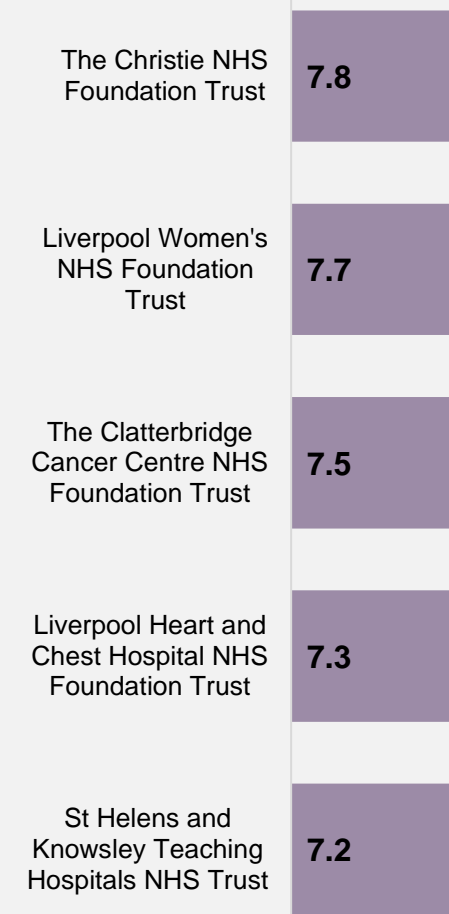 The Christie NHS
Foundation Trust
7.8
Liverpool Women's
NHS Foundation
Trust
7.7
The Clatterbridge
Cancer Centre NHS
Foundation Trust
7.5
Liverpool Heart and
Chest Hospital NHS
Foundation Trust
7.3
St Helens and
Knowsley Teaching
Hospitals NHS Trust
7.2